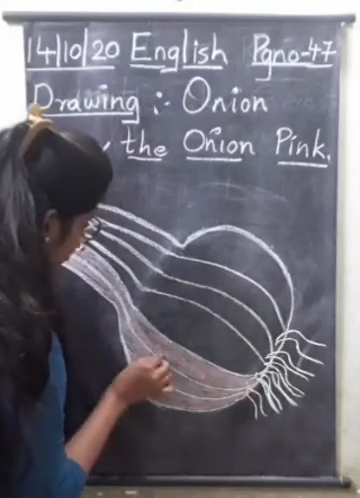 14/10/20 English Pgno-47
Drawing :- Onion
the Onion Pink.